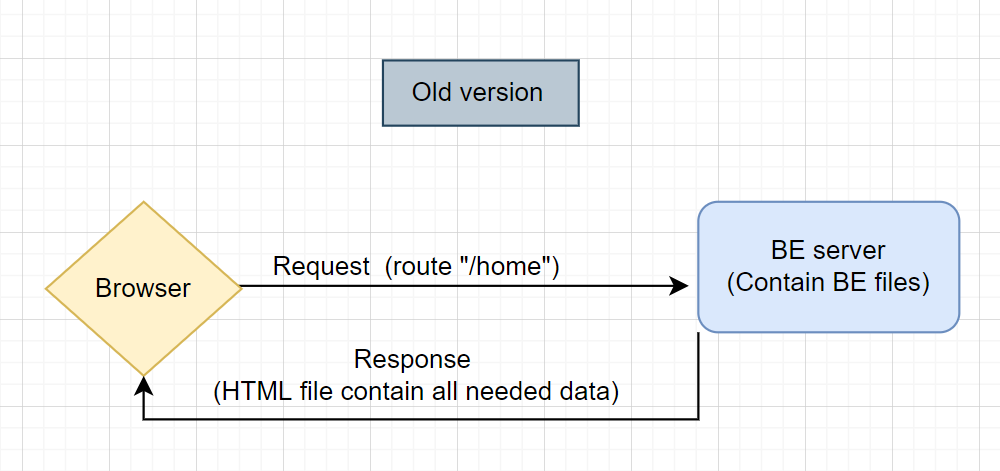 Old version
Browser
Request  (route "/home")
BE server
(Contain BE files)
Response
(HTML file contain all needed data)